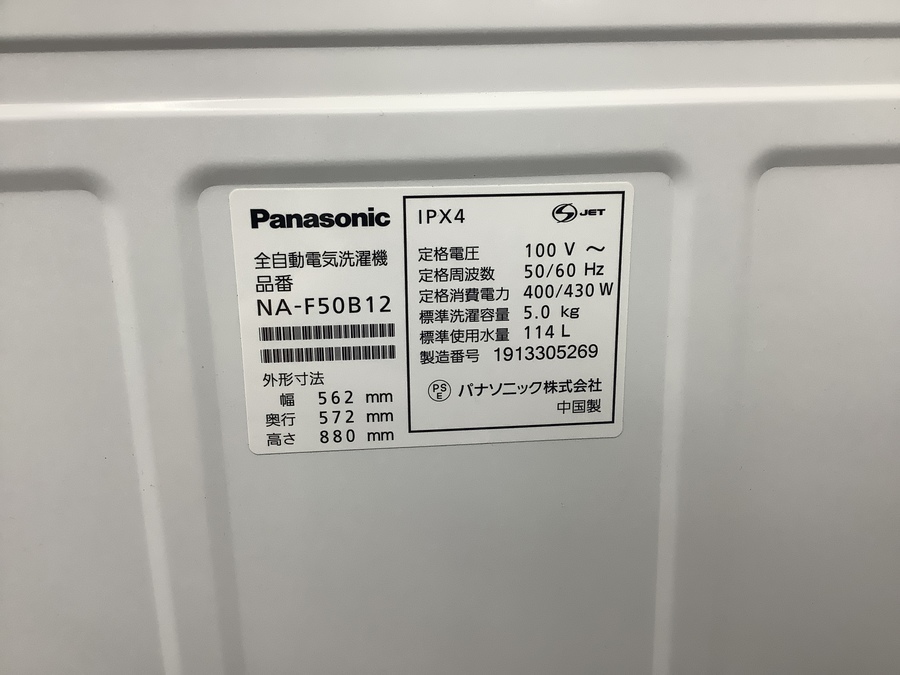 Panasonic
全自動電気洗濯機
品番
NA-F50B12
外形寸法
幅 562 mm
奥行 572 mm
高さ 880 mm
IPX4
S JET
定格電圧 100 V ～
定格周波数 50/60 Hz
定格消費電力 400/430 W
標準洗濯容量 5.0 kg
標準使用水量 114 L
製造番号 1913305269
PS
E
パナソニック株式会社
中国製